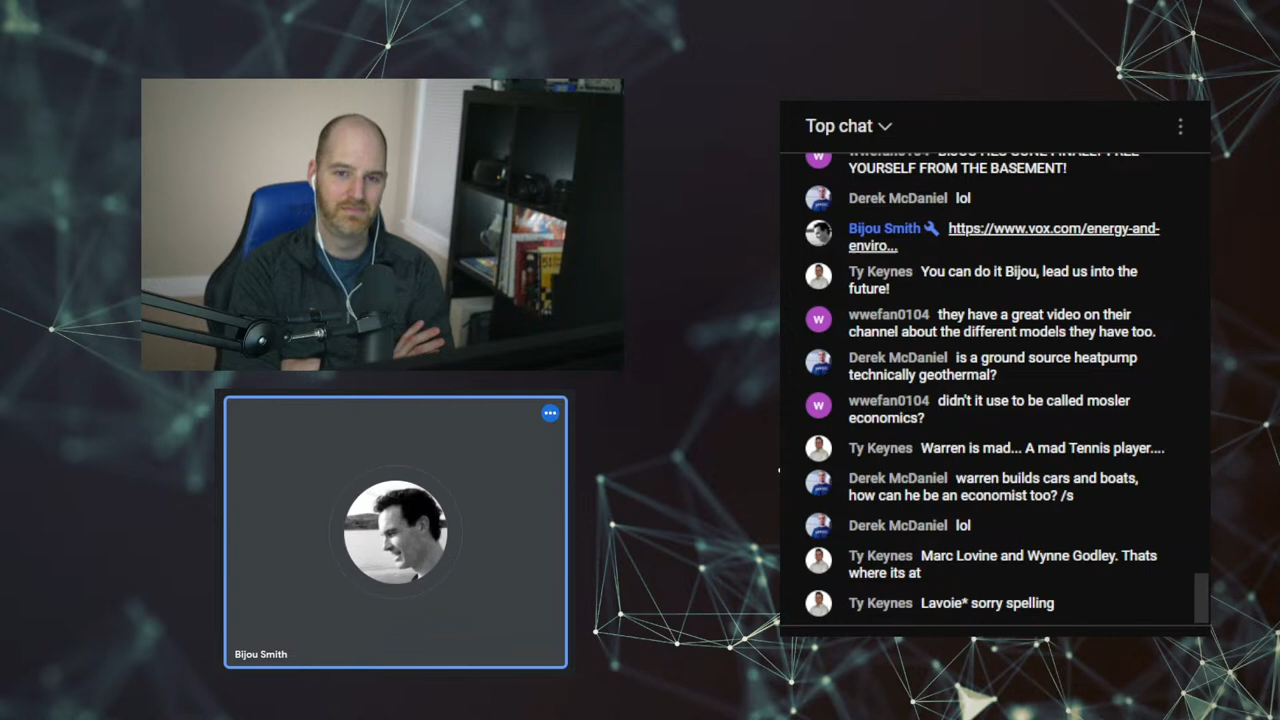 Top chat
YOURSELF FROM THE BASEMENT!
Derek McDaniel lol
Bijou Smith https://www.vox.com/energy-and-
enviro...
Ty Keynes You can do it Bijou, lead us into the
future!
W wwefan0104 they have a great video on their
channel about the different models they have too.
Derek McDaniel is a ground source heatpump
technically geothermal?
W wwefan0104 didn't it use to be called mosler
economics?
Ty Keynes Warren is mad... A mad Tennis player....
Derek McDaniel warren builds cars and boats,
how can he be an economist too? /s
Derek McDaniel lol
Ty Keynes Marc Lovine and Wynne Godley. Thats
where its at
Ty Keynes Lavoie* sorry spelling
Bijou Smith